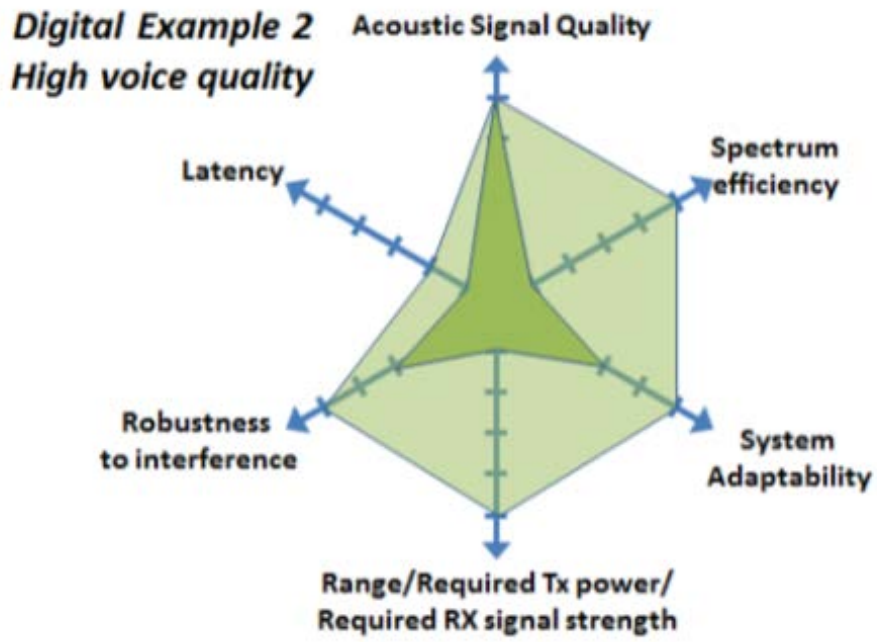 Digital Example 2
High voice quality
Acoustic Signal Quality
Latency
Spectrum
efficiency
Robustness
to interference
System
Adaptability
Range/Required Tx power/
Required RX signal strength